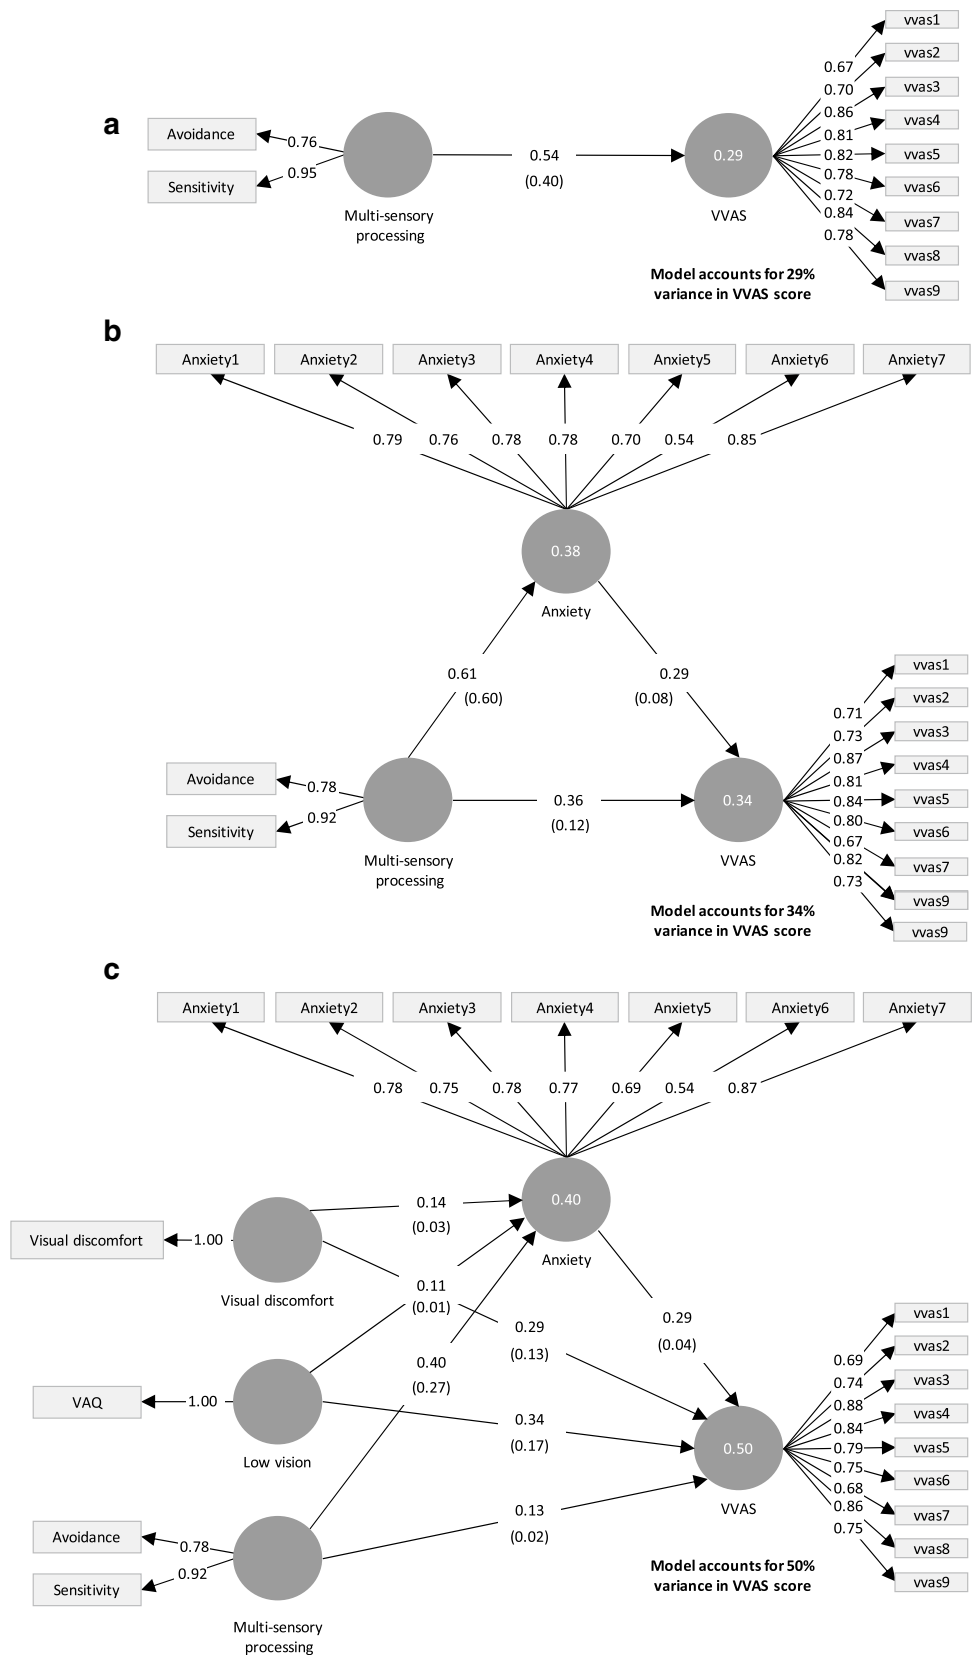 a
vvas1
vvas2
vvas3
vvas4
vvas5
vvas6
vvas7
vvas8
vvas9
0.67
0.70
0.86
0.81
0.82
0.78
0.72
0.84
0.78
Avoidance
Sensitivity
0.76
0.95
Multi-sensory
processing
0.54
(0.40)
0.29
VVAS
Model accounts for 29%
variance in VVAS score
b
Anxiety1
Anxiety2
Anxiety3
Anxiety4
Anxiety5
Anxiety6
Anxiety7
0.79
0.76
0.78
0.78
0.70
0.54
0.85
0.38
Anxiety
0.61
(0.60)
0.29
(0.08)
Avoidance
Sensitivity
0.78
0.92
Multi-sensory
processing
0.36
(0.12)
0.34
VVAS
0.71
0.73
0.87
0.81
0.84
0.80
0.67
0.82
0.73
vvas1
vvas2
vvas3
vvas4
vvas5
vvas6
vvas7
vvas9
vvas9
Model accounts for 34%
variance in VVAS score
c
Anxiety1
Anxiety2
Anxiety3
Anxiety4
Anxiety5
Anxiety6
Anxiety7
0.78
0.75
0.78
0.77
0.69
0.54
0.87
0.40
Anxiety
Visual discomfort
1.00
Visual discomfort
0.14
(0.03)
0.11
(0.01)
0.29
(0.13)
0.29
(0.04)
0.40
(0.27)
VAQ
1.00
Low vision
0.34
(0.17)
0.50
VVAS
0.13
(0.02)
Avoidance
Sensitivity
0.78
0.92
Multi-sensory
processing
0.69
0.74
0.88
0.84
0.79
0.75
0.68
0.86
0.75
vvas1
vvas2
vvas3
vvas4
vvas5
vvas6
vvas7
vvas8
vvas9
Model accounts for 50%
variance in VVAS score